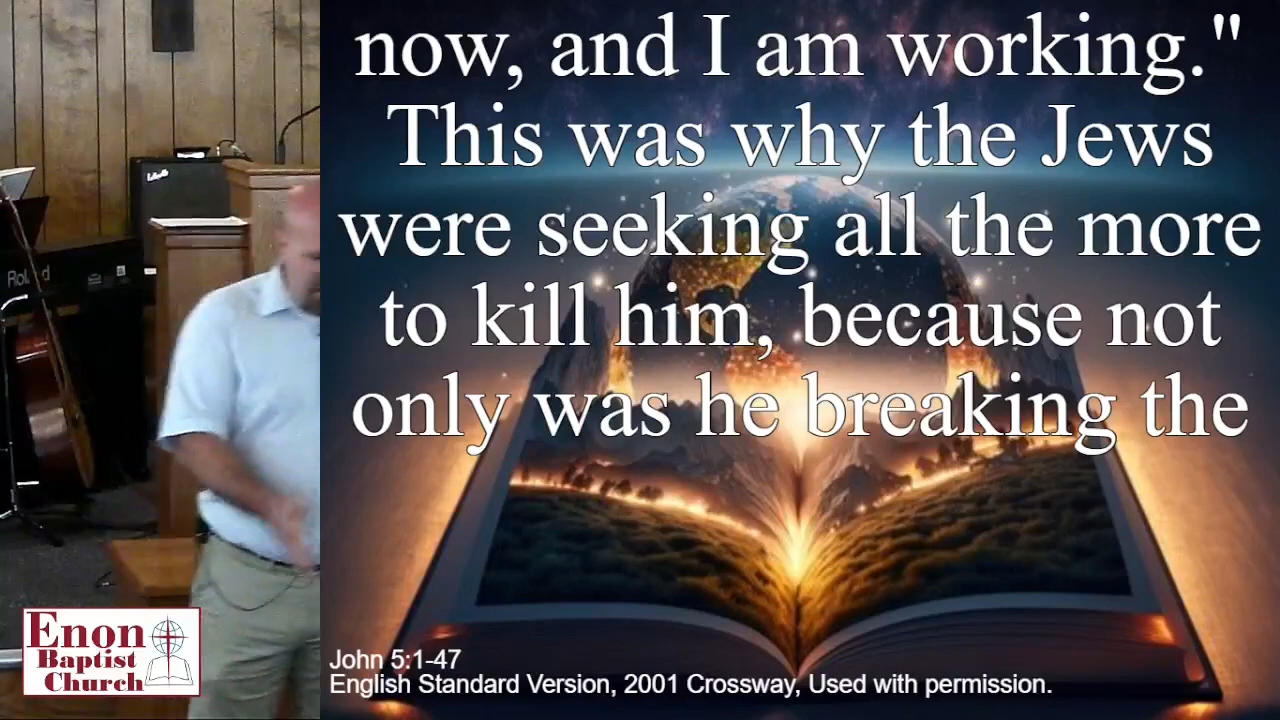 now, and I am working."
This was why the Jews
were seeking all the more
to kill him, because not
only was he breaking the
John 5:1-47
English Standard Version, 2001 Crossway, Used with permission.
Enon
Baptist
Church
Roland